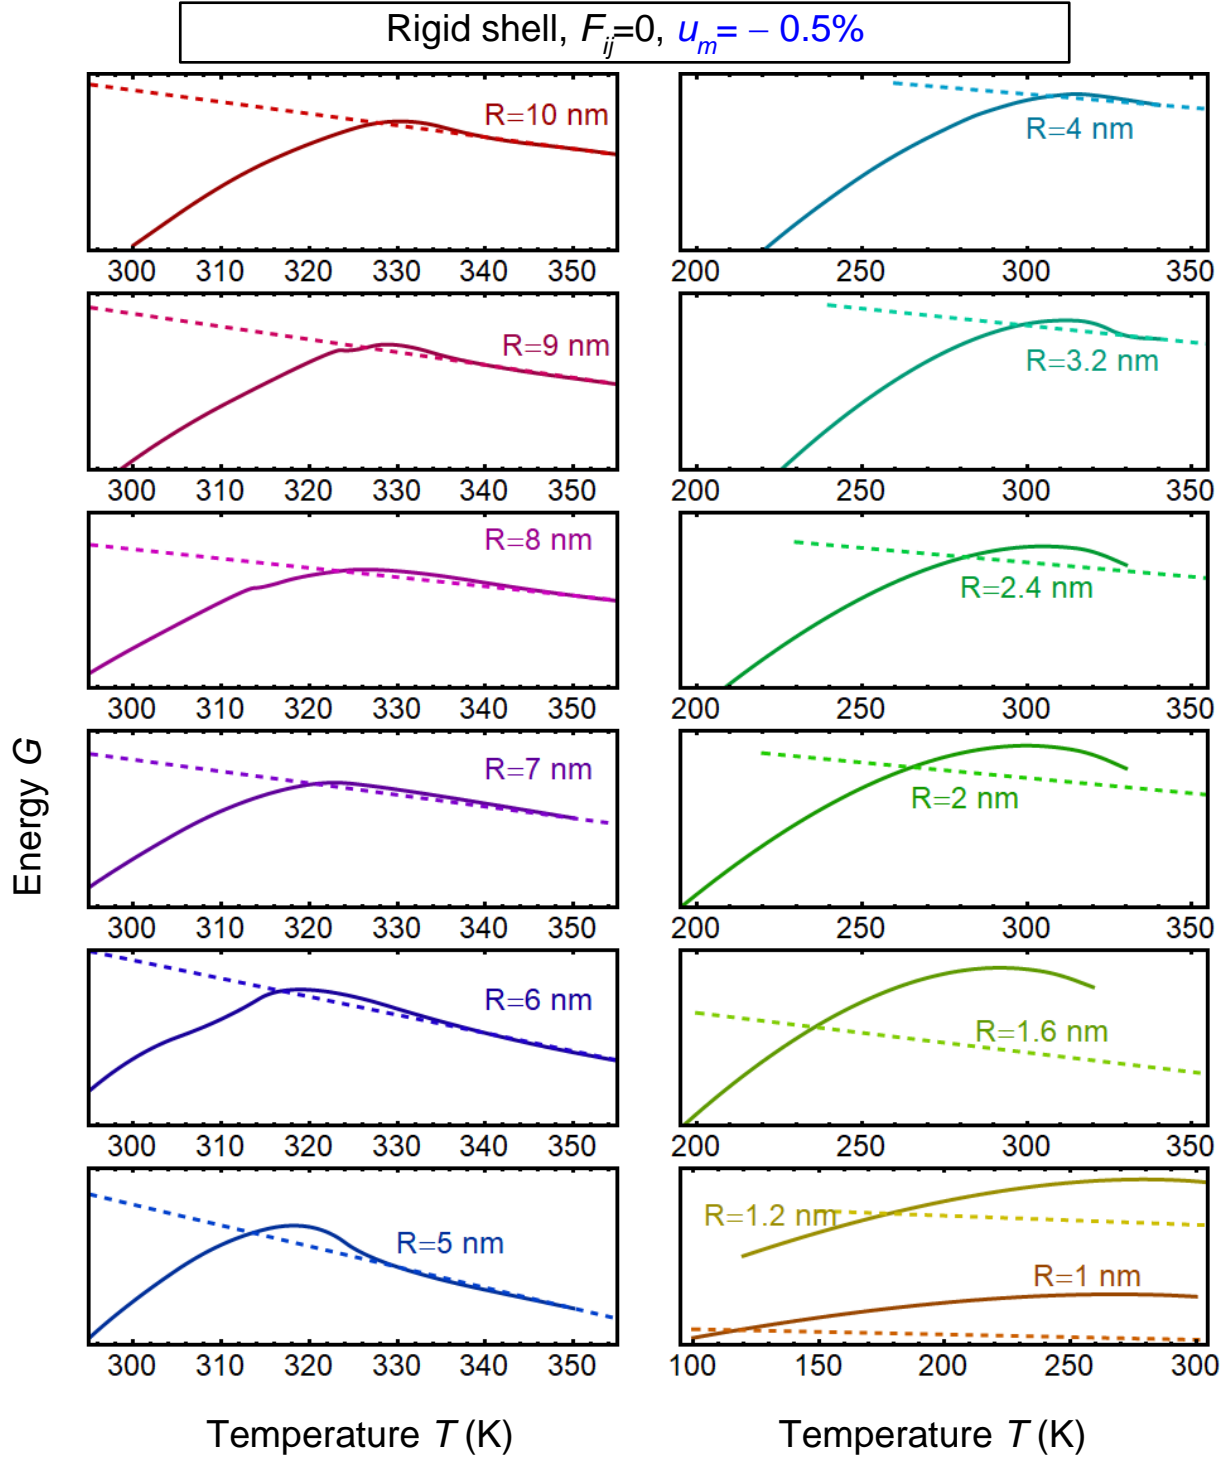 Rigid shell, F_ij=0, u_m= – 0.5%
R=10 nm
300 310 320 330 340 350
R=9 nm
300 310 320 330 340 350
R=8 nm
300 310 320 330 340 350
R=7 nm
300 310 320 330 340 350
R=6 nm
300 310 320 330 340 350
R=5 nm
300 310 320 330 340 350
Temperature T (K)
Energy G
R=4 nm
200 250 300 350
R=3.2 nm
200 250 300 350
R=2.4 nm
200 250 300 350
R=2 nm
200 250 300 350
R=1.6 nm
200 250 300 350
R=1.2 nm
R=1 nm
100 150 200 250 300
Temperature T (K)